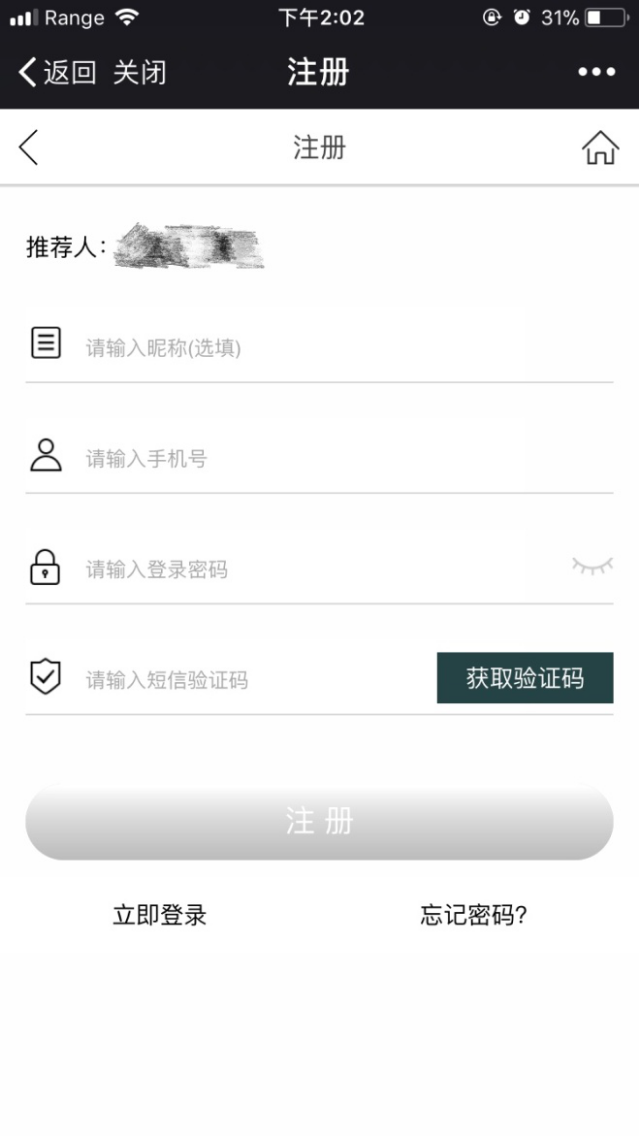 Range 下午2:02 31%
返回 关闭 注册
注册
推荐人：
请输入昵称(选填)
请输入手机号
请输入登录密码
请输入短信验证码 获取验证码
注 册
立即登录 忘记密码?